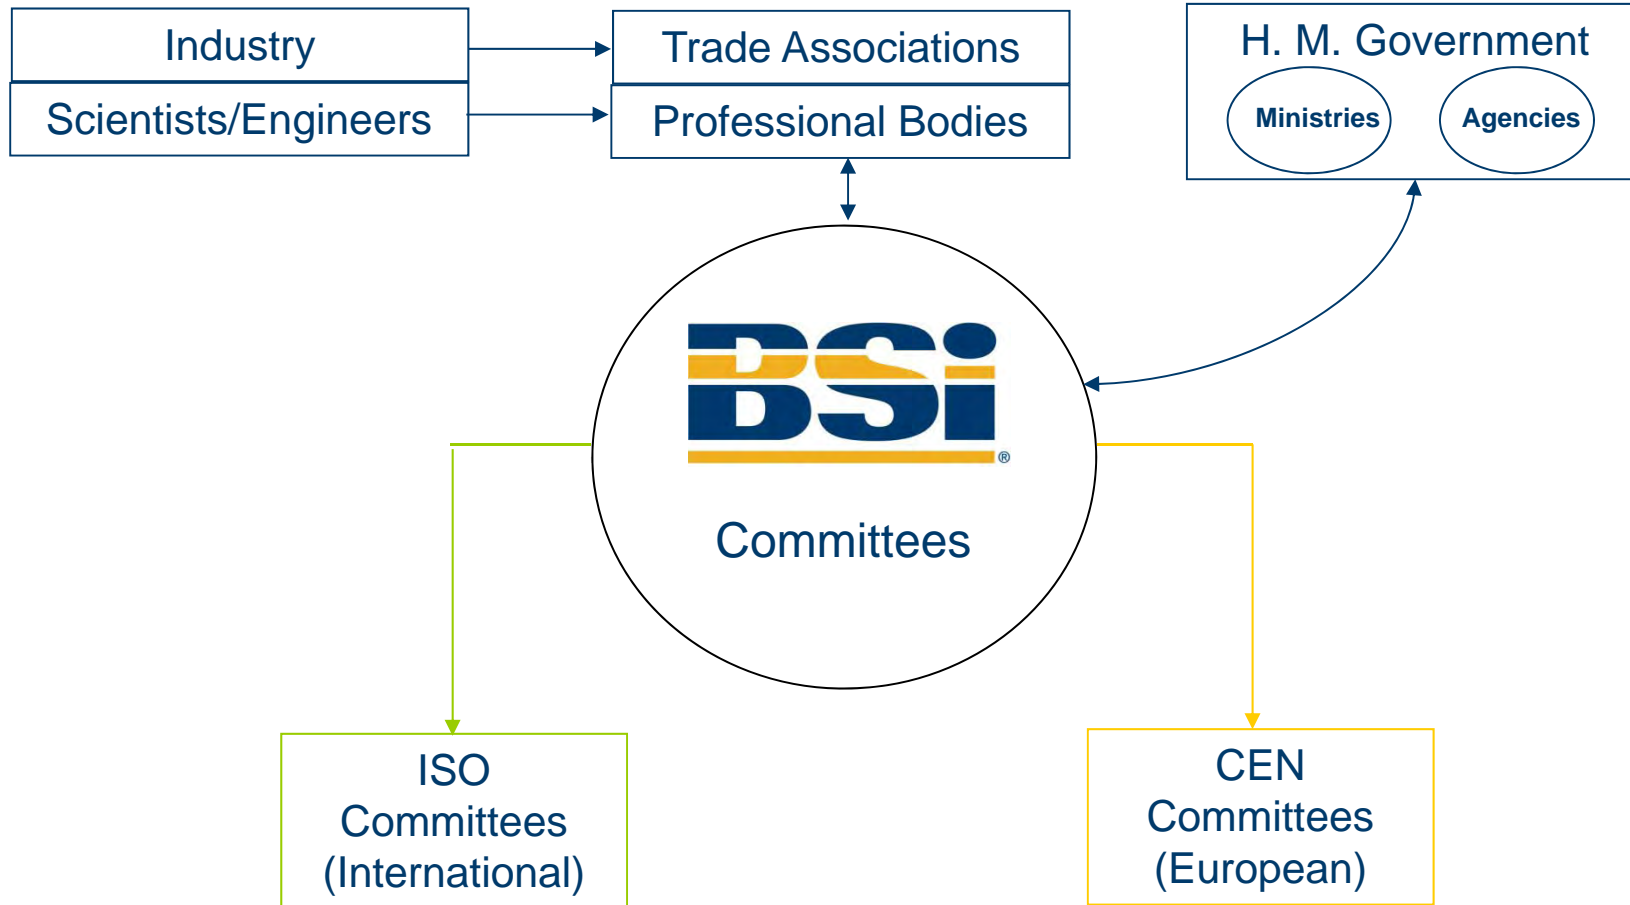 Industry
Trade Associations
H. M. Government
Scientists/Engineers
Professional Bodies
Ministries
Agencies
BSi
®
Committees
ISO
Committees
(International)
CEN
Committees
(European)